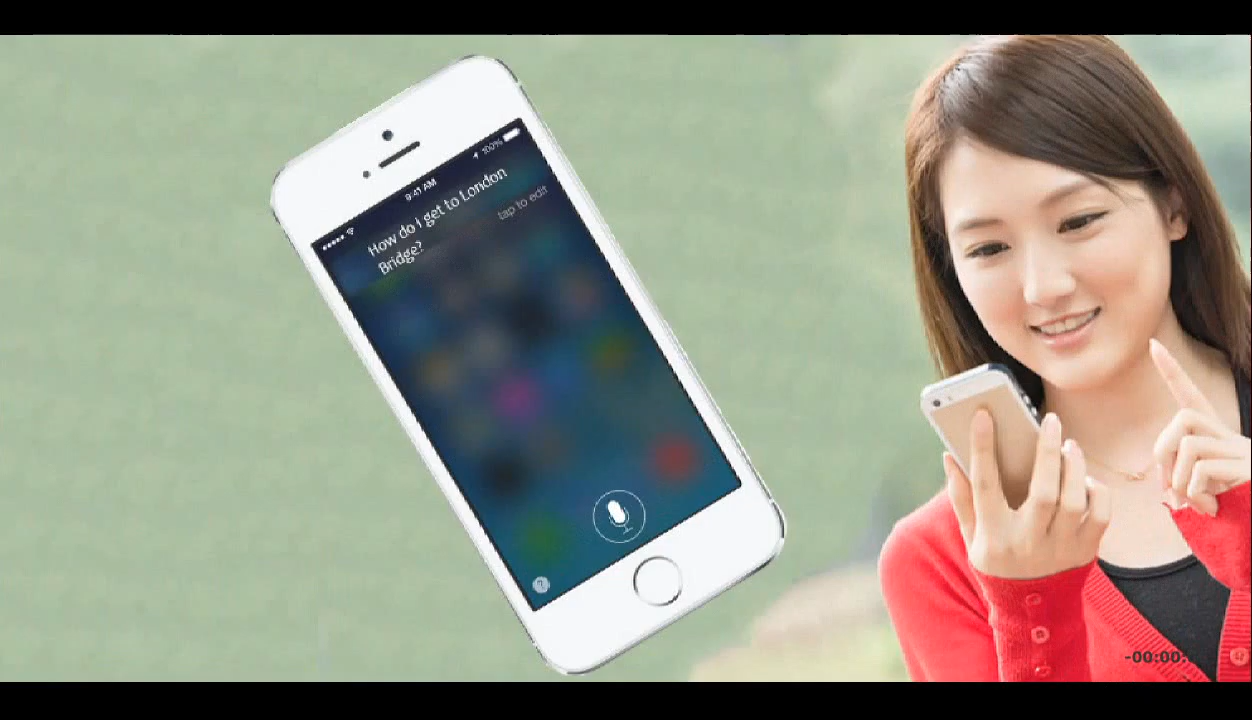 100%
9:41 AM
How do I get to London
Bridge?
tap to edit
?
-00:00: